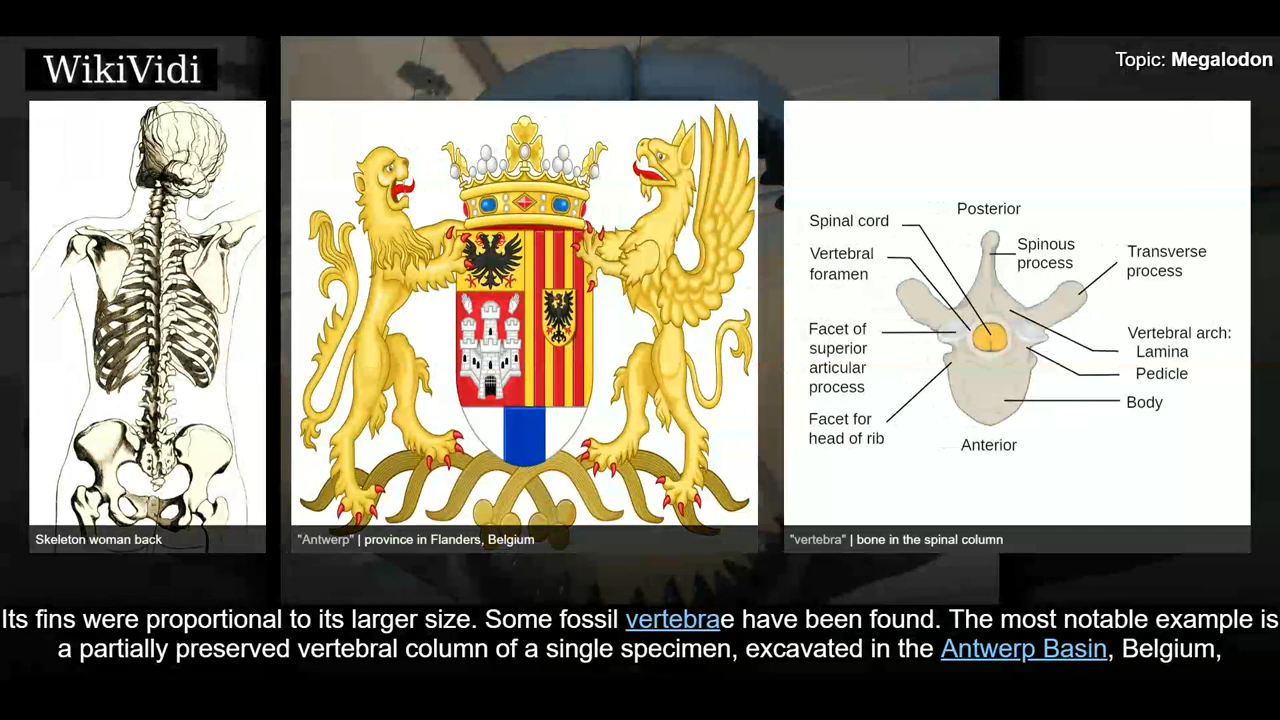 WikiVidi
Topic: Megalodon
Skeleton woman back
"Antwerp" | province in Flanders, Belgium
Posterior
Spinal cord
Vertebral
foramen
Spinous
process
Transverse
process
Facet of
superior
articular
process
Vertebral arch:
Lamina
Pedicle
Body
Facet for
head of rib
Anterior
"vertebra" | bone in the spinal column
Its fins were proportional to its larger size. Some fossil vertebrae have been found. The most notable example is
a partially preserved vertebral column of a single specimen, excavated in the Antwerp Basin, Belgium,